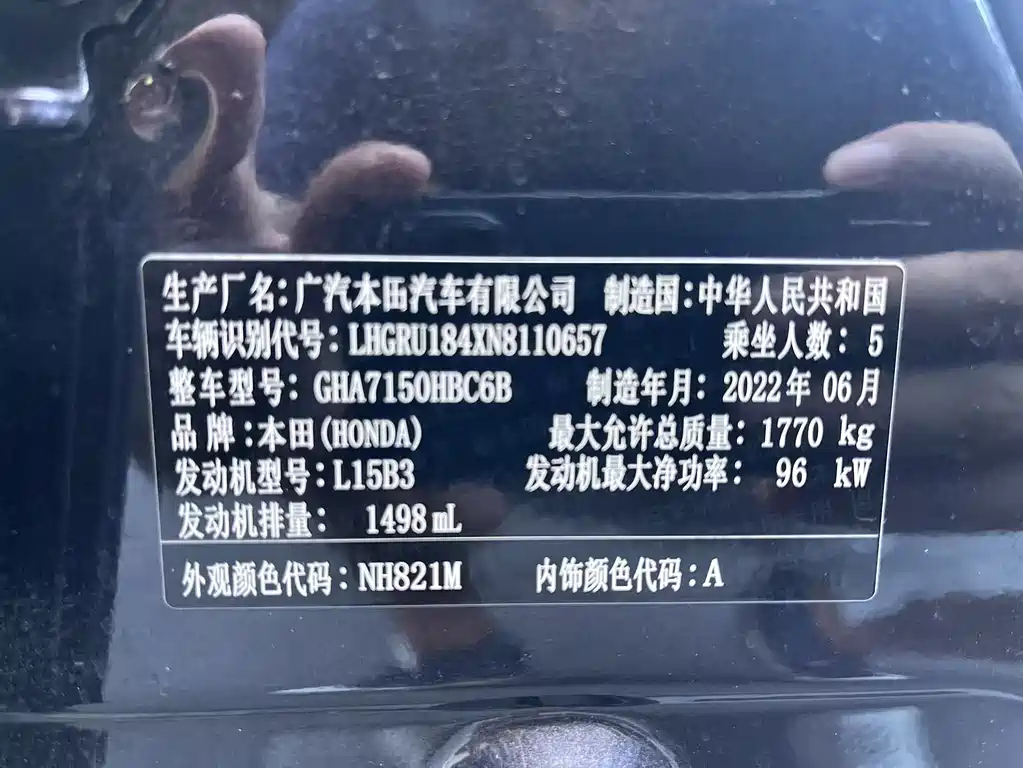 生产厂名:广汽本田汽车有限公司 制造国:中华人民共和国
车辆识别代号:LHGRU184XN8110657 乘坐人数:5
整车型号:GHA7150HBC6B 制造年月:2022年06月
品牌:本田(HONDA) 最大允许总质量:1770 kg
发动机型号:L15B3 发动机最大净功率:96 kW
发动机排量:1498mL
外观颜色代码:NH821M 内饰颜色代码:A